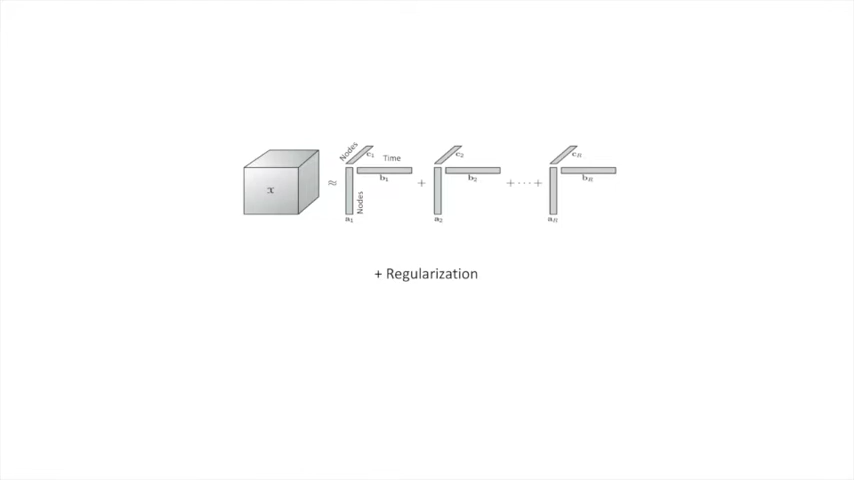 Nodes
c₁
Time
c₂
c_R
x
≈
b₁
+
b₂
+ · · · +
b_R
Nodes
a₁
a₂
a_R
+ Regularization